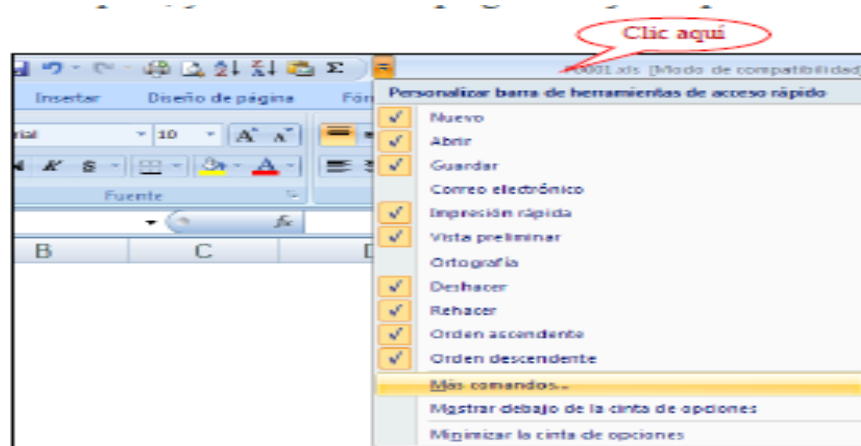 Clic aquí
[Modo de compatibilidad]
Insertar Diseño de página
Personalizar barra de herramientas de acceso rápido
Nuevo
10 A A
Abrir
K S A
Guardar
Fuente
Correo electrónico
Impresión rápida
fx
Vista preliminar
B C
Ortografía
Deshacer
Rehacer
Orden ascendente
Orden descendente
Más comandos...
Mostrar debajo de la cinta de opciones
Minimizar la cinta de opciones